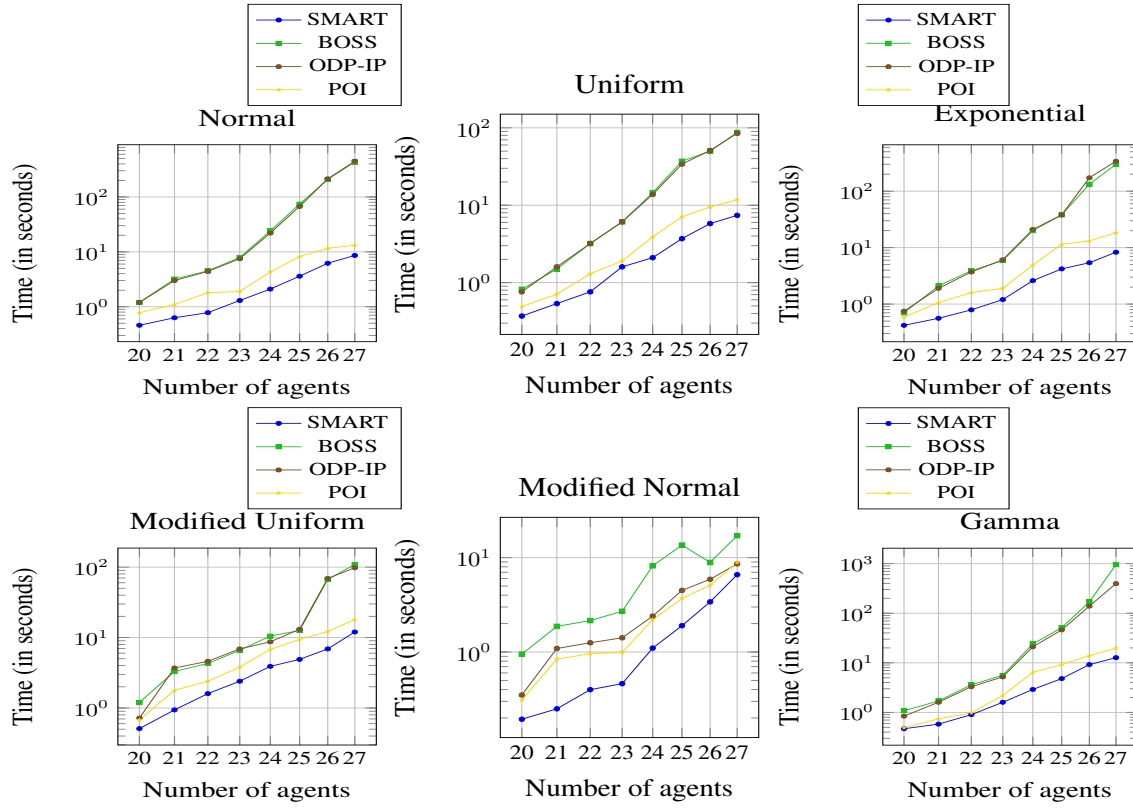 SMART
BOSS
ODP-IP
POI
Normal
Time (in seconds)
10^2
10^1
10^0
20 21 22 23 24 25 26 27
Number of agents
Uniform
Time (in seconds)
10^2
10^1
10^0
20 21 22 23 24 25 26 27
Number of agents
SMART
BOSS
ODP-IP
POI
Exponential
Time (in seconds)
10^2
10^1
10^0
20 21 22 23 24 25 26 27
Number of agents
SMART
BOSS
ODP-IP
POI
Modified Uniform
Time (in seconds)
10^2
10^1
10^0
20 21 22 23 24 25 26 27
Number of agents
Modified Normal
Time (in seconds)
10^1
10^0
20 21 22 23 24 25 26 27
Number of agents
SMART
BOSS
ODP-IP
POI
Gamma
Time (in seconds)
10^3
10^2
10^1
10^0
20 21 22 23 24 25 26 27
Number of agents